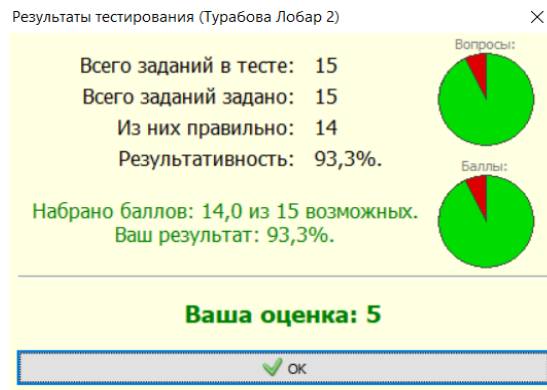 Результаты тестирования (Турабова Лобар 2)
Вопросы:
Всего заданий в тесте: 15
Всего заданий задано: 15
Из них правильно: 14
Результативность: 93,3%.
Баллы:
Набрано баллов: 14,0 из 15 возможных.
Ваш результат: 93,3%.
Ваша оценка: 5
ОК